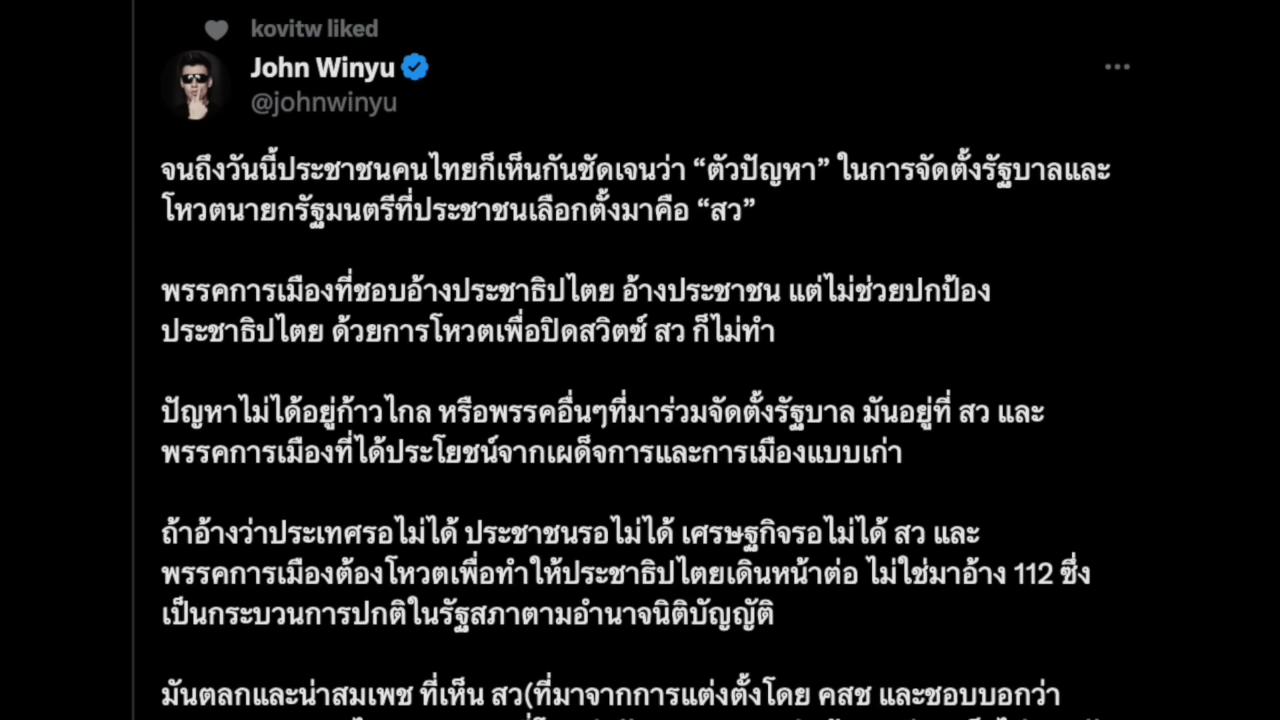 kovitw liked
John Winyu
@johnwinyu
จนถึงวันนี้ประชาชนคนไทยก็เห็นกันชัดเจนว่า “ตัวปัญหา” ในการจัดตั้งรัฐบาลและ
โหวตนายกรัฐมนตรีที่ประชาชนเลือกตั้งมาคือ “สว”
พรรคการเมืองที่ชอบอ้างประชาธิปไตย อ้างประชาชน แต่ไม่ช่วยปกป้อง
ประชาธิปไตย ด้วยการโหวตเพื่อปิดสวิตซ์ สว ก็ไม่ทำ
ปัญหาไม่ได้อยู่ก้าวไกล หรือพรรคอื่นๆที่มาร่วมจัดตั้งรัฐบาล มันอยู่ที่ สว และ
พรรคการเมืองที่ได้ประโยชน์จากเผด็จการและการเมืองแบบเก่า
ถ้าอ้างว่าประเทศรอไม่ได้ ประชาชนรอไม่ได้ เศรษฐกิจรอไม่ได้ สว และ
พรรคการเมืองต้องโหวตเพื่อทำให้ประชาธิปไตยเดินหน้าต่อ ไม่ใช่มาอ้าง 112 ซึ่ง
เป็นกระบวนการปกติในรัฐสภาตามอำนาจนิติบัญญัติ
มันตลกและน่าสมเพช ที่เห็น สว(ที่มาจากการแต่งตั้งโดย คสช และชอบบอกว่า